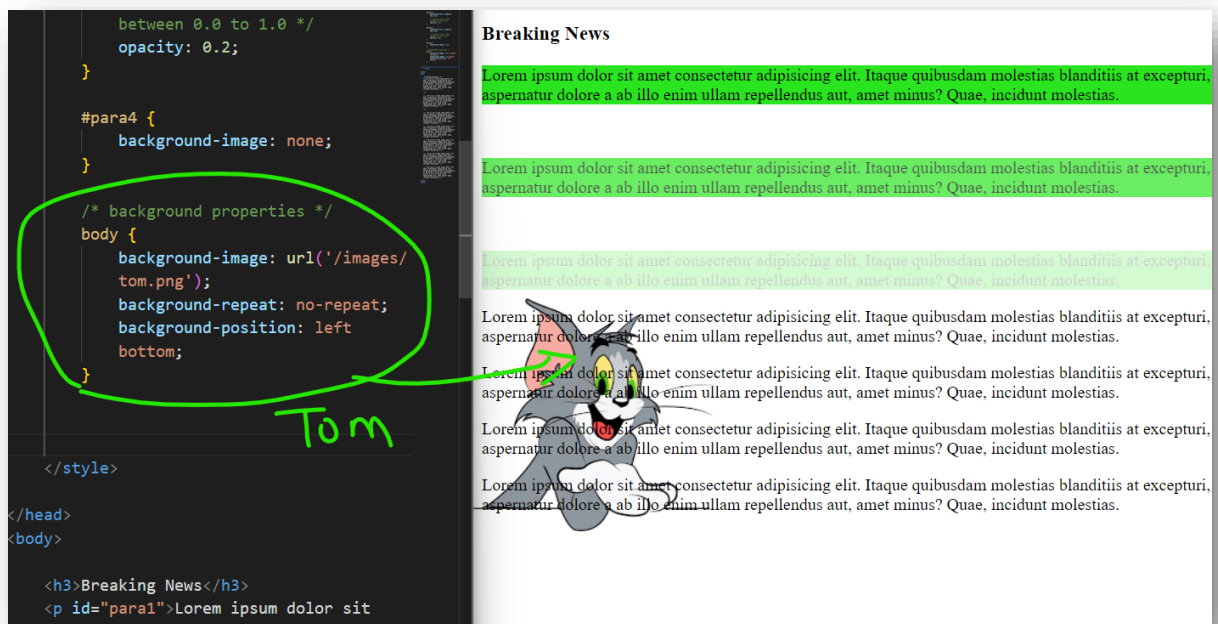 between 0.0 to 1.0 */
opacity: 0.2;
}
#para4 {
background-image: none;
}
/* background properties */
body {
background-image: url('/images/
tom.png');
background-repeat: no-repeat;
background-position: left
bottom;
}
Tom
</style>
</head>
<body>
<h3>Breaking News</h3>
<p id="para1">Lorem ipsum dolor sit
Breaking News
Lorem ipsum dolor sit amet consectetur adipisicing elit. Itaque quibusdam molestias blanditiis at excepturi,
aspernatur dolore a ab illo enim ullam repellendus aut, amet minus? Quae, incidunt molestias.
Lorem ipsum dolor sit amet consectetur adipisicing elit. Itaque quibusdam molestias blanditiis at excepturi,
aspernatur dolore a ab illo enim ullam repellendus aut, amet minus? Quae, incidunt molestias.
Lorem ipsum dolor sit amet consectetur adipisicing elit. Itaque quibusdam molestias blanditiis at excepturi,
aspernatur dolore a ab illo enim ullam repellendus aut, amet minus? Quae, incidunt molestias.
Lorem ipsum dolor sit amet consectetur adipisicing elit. Itaque quibusdam molestias blanditiis at excepturi,
aspernatur dolore a ab illo enim ullam repellendus aut, amet minus? Quae, incidunt molestias.
Lorem ipsum dolor sit amet consectetur adipisicing elit. Itaque quibusdam molestias blanditiis at excepturi,
aspernatur dolore a ab illo enim ullam repellendus aut, amet minus? Quae, incidunt molestias.
Lorem ipsum dolor sit amet consectetur adipisicing elit. Itaque quibusdam molestias blanditiis at excepturi,
aspernatur dolore a ab illo enim ullam repellendus aut, amet minus? Quae, incidunt molestias.
Lorem ipsum dolor sit amet consectetur adipisicing elit. Itaque quibusdam molestias blanditiis at excepturi,
aspernatur dolore a ab illo enim ullam repellendus aut, amet minus? Quae, incidunt molestias.